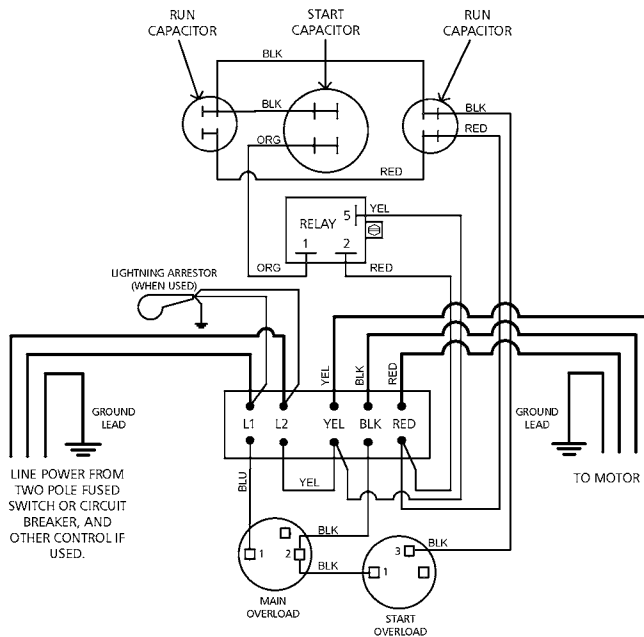 RUN
CAPACITOR
START
CAPACITOR
RUN
CAPACITOR
BLK
BLK
BLK
RED
ORG
RED
YEL
RELAY
5
1
2
ORG
RED
LIGHTNING ARRESTOR
(WHEN USED)
YEL
BLK
RED
GROUND
LEAD
GROUND
LEAD
L1
L2
YEL
BLK
RED
LINE POWER FROM
TWO POLE FUSED
SWITCH OR CIRCUIT
BREAKER, AND
OTHER CONTROL IF
USED.
TO MOTOR
BLU
YEL
BLK
BLK
BLK
1
2
3
1
MAIN
OVERLOAD
START
OVERLOAD